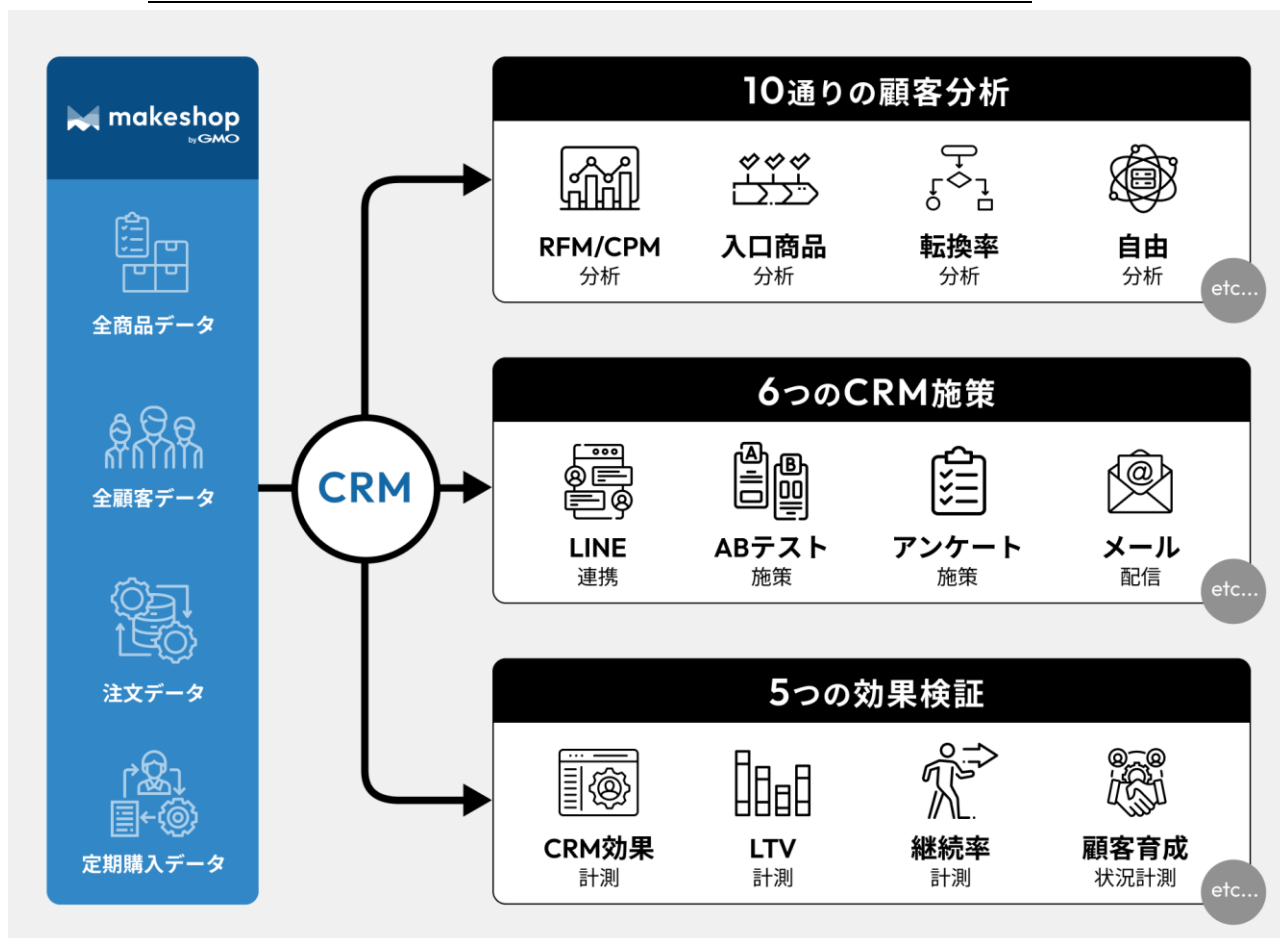 makeshop
by GMO
全商品データ
全顧客データ
注文データ
定期購入データ
CRM
10通りの顧客分析
RFM/CPM
分析
入口商品
分析
転換率
分析
自由
分析
etc...
6つのCRM施策
A
B
LINE
連携
ABテスト
施策
アンケート
施策
@
メール
配信
etc...
5つの効果検証
CRM効果
計測
LTV
計測
継続率
計測
顧客育成
状況計測
etc...